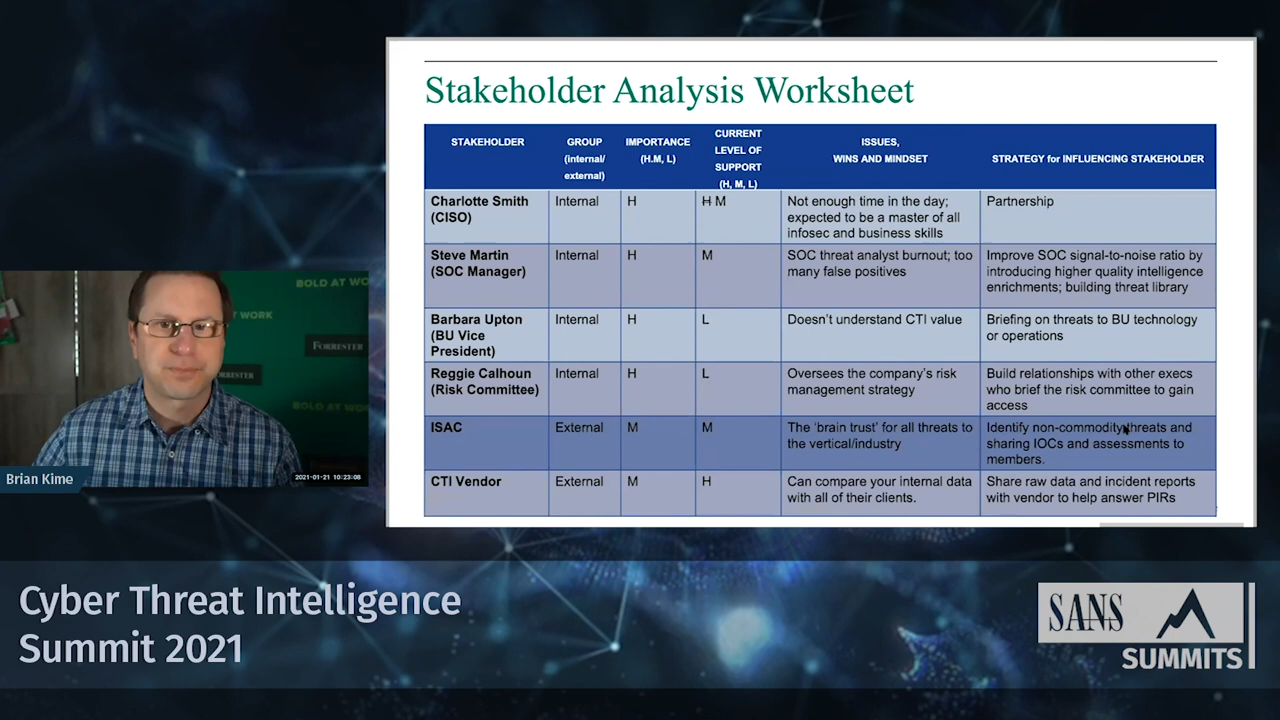 Stakeholder Analysis Worksheet
STAKEHOLDER
GROUP
(internal/
external)
IMPORTANCE
(H.M, L)
CURRENT
LEVEL OF
SUPPORT
(H, M, L)
ISSUES,
WINS AND MINDSET
STRATEGY for INFLUENCING STAKEHOLDER
Charlotte Smith
(CISO)
Internal
H
H M
Not enough time in the day;
expected to be a master of all
infosec and business skills
Partnership
Steve Martin
(SOC Manager)
Internal
H
M
SOC threat analyst burnout; too
many false positives
Improve SOC signal-to-noise ratio by
introducing higher quality intelligence
enrichments; building threat library
Barbara Upton
(BU Vice
President)
Internal
H
L
Doesn't understand CTI value
Briefing on threats to BU technology
or operations
Reggie Calhoun
(Risk Committee)
Internal
H
L
Oversees the company's risk
management strategy
Build relationships with other execs
who brief the risk committee to gain
access
ISAC
External
M
M
The 'brain trust' for all threats to
the vertical/industry
Identify non-commodity threats and
sharing IOCs and assessments to
members.
CTI Vendor
External
M
H
Can compare your internal data
with all of their clients.
Share raw data and incident reports
with vendor to help answer PIRs
BOLD AT WO
WORK
FORRESTER
RRESTER
BOLD AT WO
Brian Kime
2021-01-21 10:23:08
Cyber Threat Intelligence
Summit 2021
SANS
SUMMITS